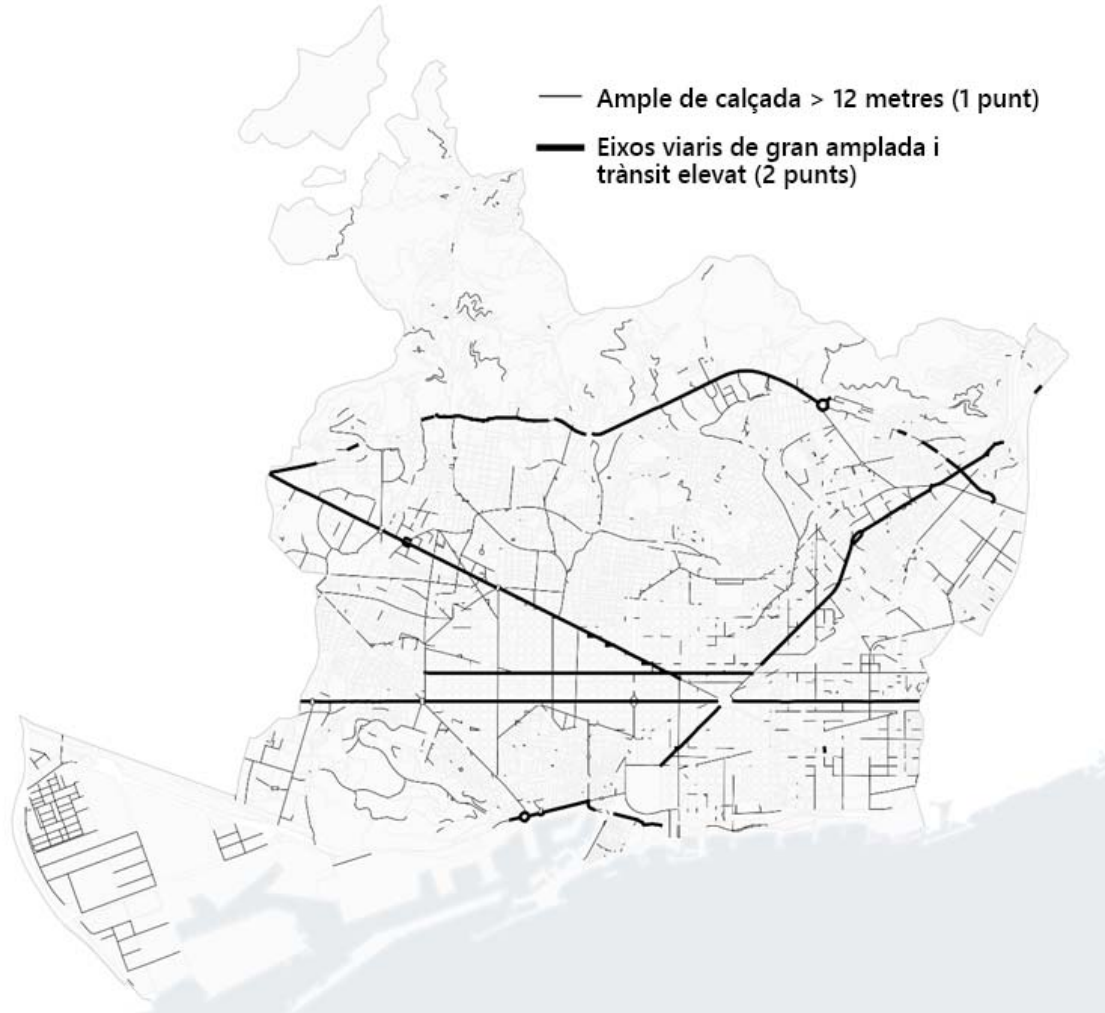 Ample de calçada > 12 metres (1 punt)
Eixos viaris de gran amplada i
trànsit elevat (2 punts)